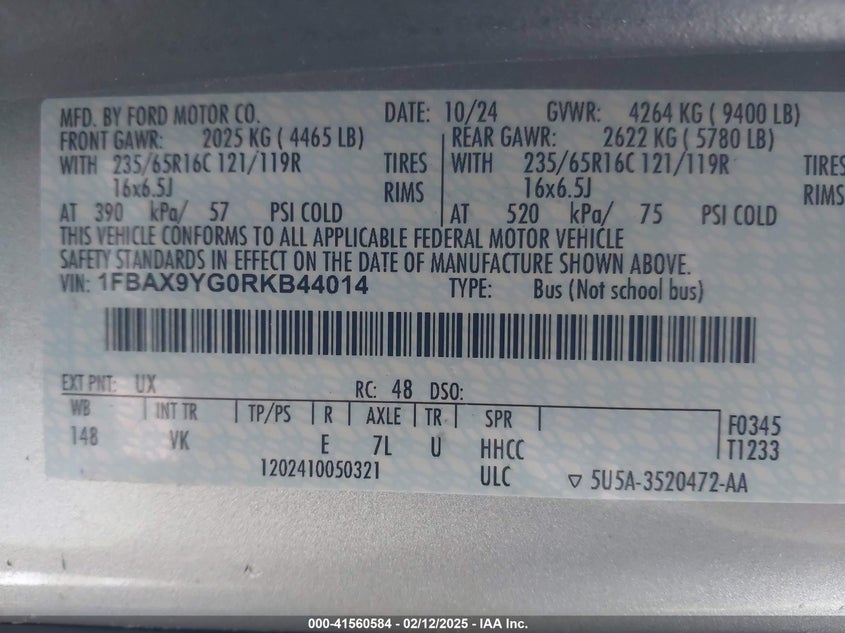 MFD. BY FORD MOTOR CO. DATE: 10/24 GVWR: 4264 KG ( 9400 LB)
FRONT GAWR: 2025 KG ( 4465 LB) REAR GAWR: 2622 KG ( 5780 LB)
WITH 235/65R16C 121/119R TIRES WITH 235/65R16C 121/119R TIRES
16x6.5J RIMS 16x6.5J RIMS
AT 390 kPa/ 57 PSI COLD AT 520 kPa/ 75 PSI COLD
THIS VEHICLE CONFORMS TO ALL APPLICABLE FEDERAL MOTOR VEHICLE
SAFETY STANDARDS IN EFFECT ON THE DATE OF MANUFACTURE SHOWN ABOVE.
VIN: 1FBAX9YG0RKB44014 TYPE: Bus (Not school bus)
EXT PNT: UX RC: 48 DSO:
WB INT TR TP/PS R AXLE TR SPR F0345
148 VK E 7L U HHCC T1233
1202410050321 ULC ▽ 5U5A-3520472-AA
000-41560584 - 02/12/2025 - IAA Inc.